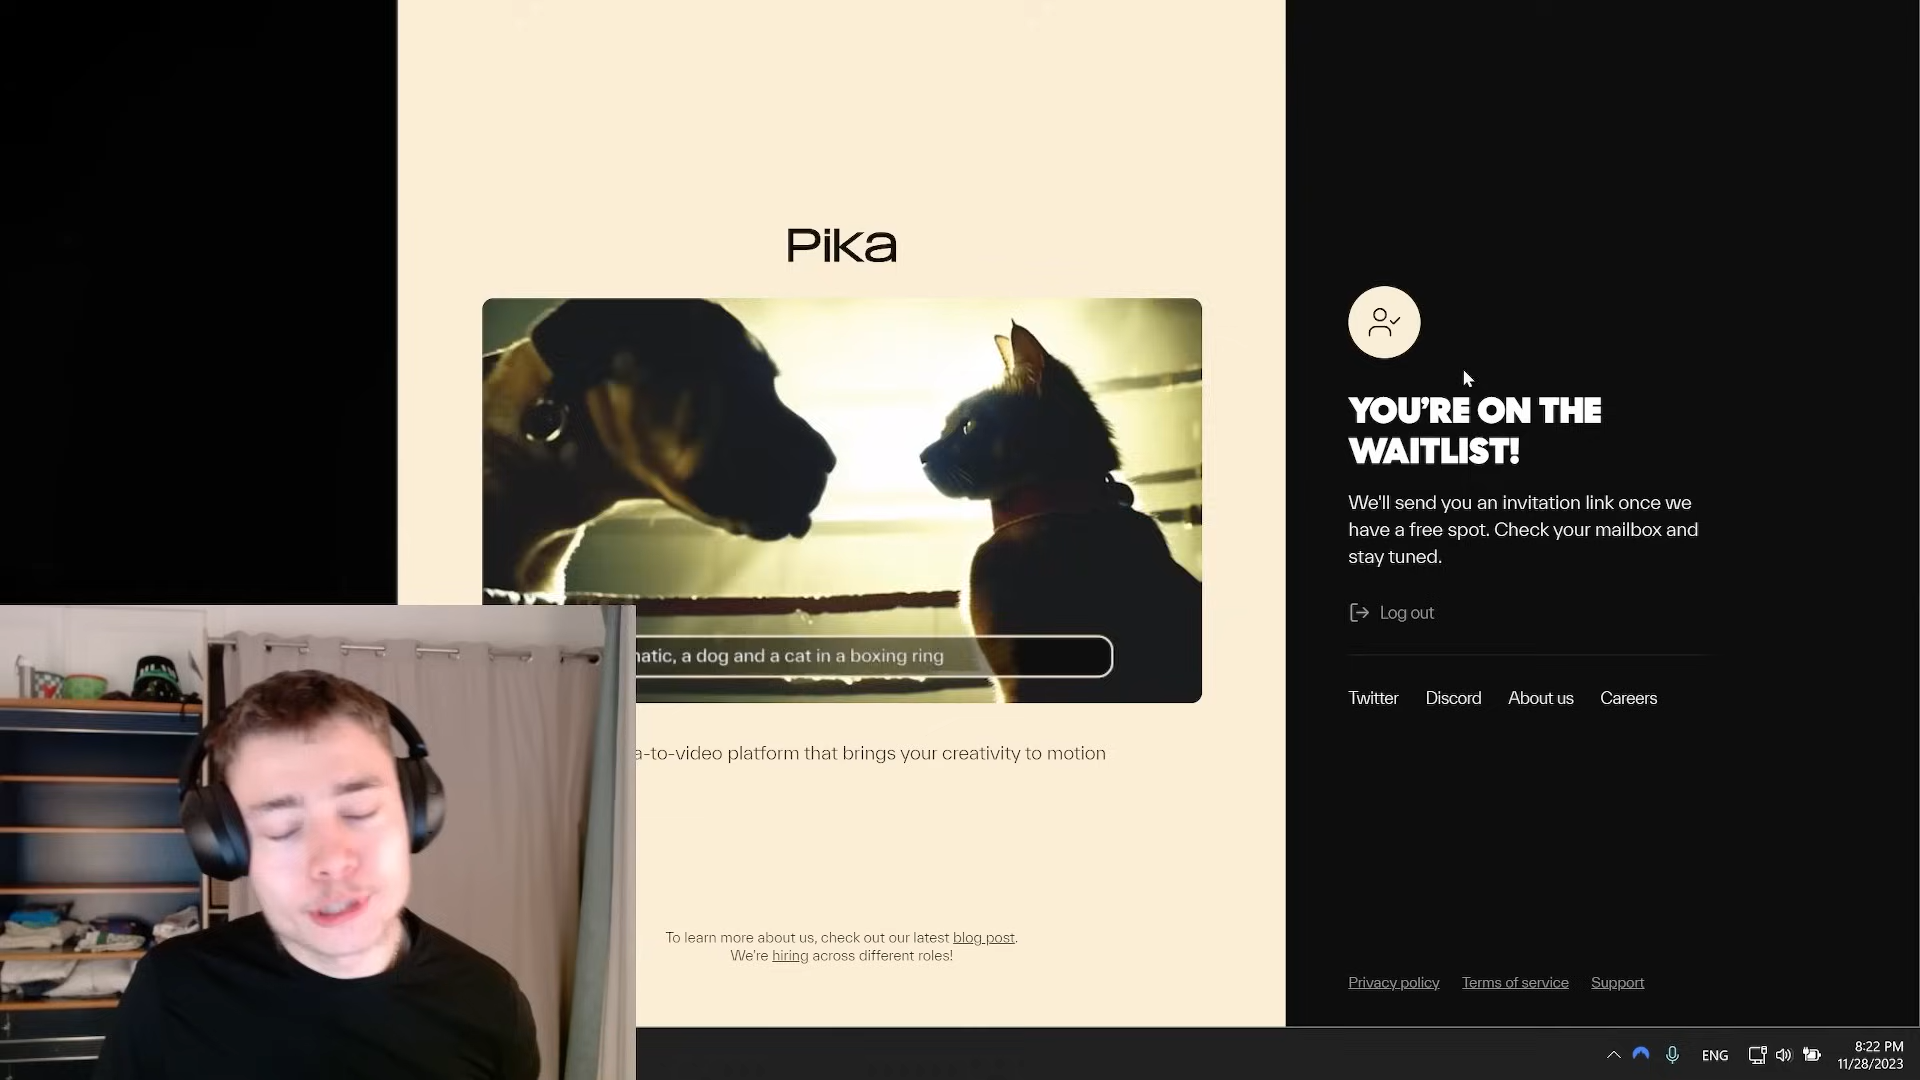 Pika
a dog and a cat in a boxing ring
-to-video platform that brings your creativity to motion
To learn more about us, check out our latest blog post.
We're hiring across different roles!
YOU'RE ON THE
WAITLIST!
We'll send you an invitation link once we
have a free spot. Check your mailbox and
stay tuned.
Log out
Twitter Discord About us Careers
Privacy policy Terms of service Support
ENG
8:22 PM
11/28/2023